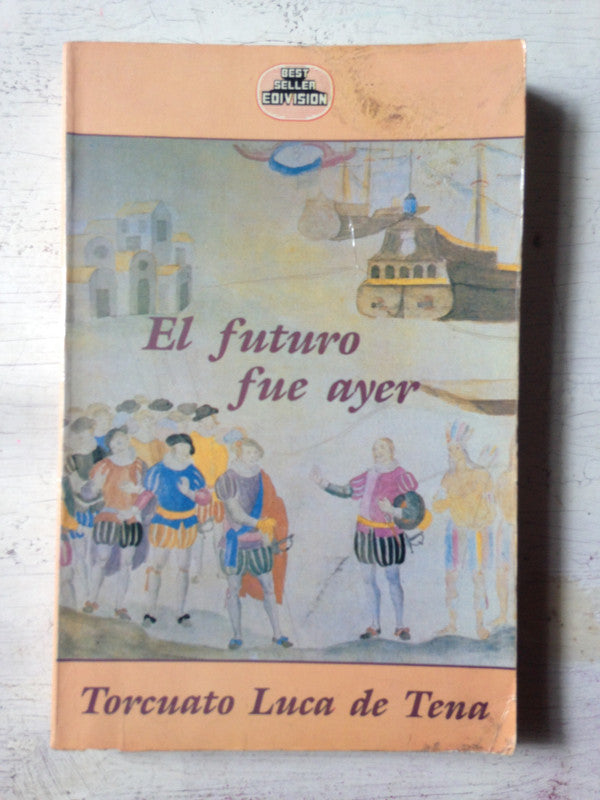 BEST
SELLER
EDIVISION
El futuro
fue ayer
Torcuato Luca de Tena